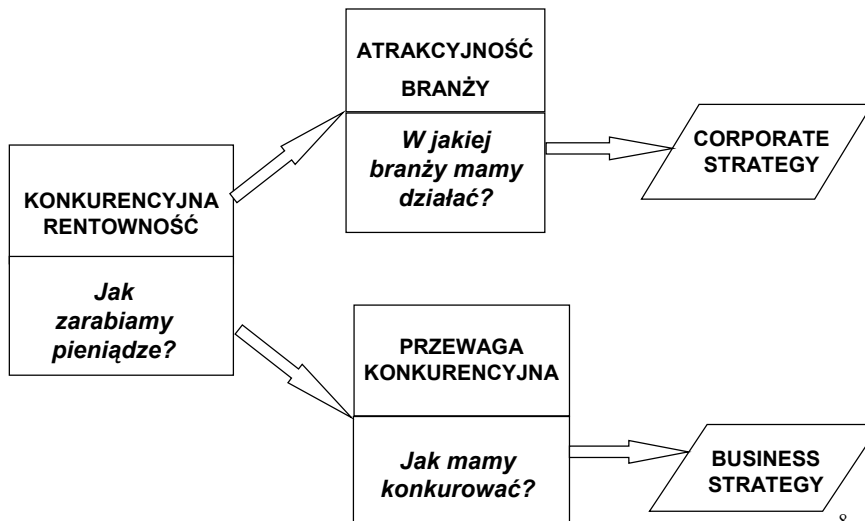 KONKURENCYJNA
RENTOWNOŚĆ
Jak
zarabiamy
pieniądze?
ATRAKCYJNOŚĆ
BRANŻY
W jakiej
branży mamy
działać?
CORPORATE
STRATEGY
PRZEWAGA
KONKURENCYJNA
Jak mamy
konkurować?
BUSINESS
STRATEGY
8